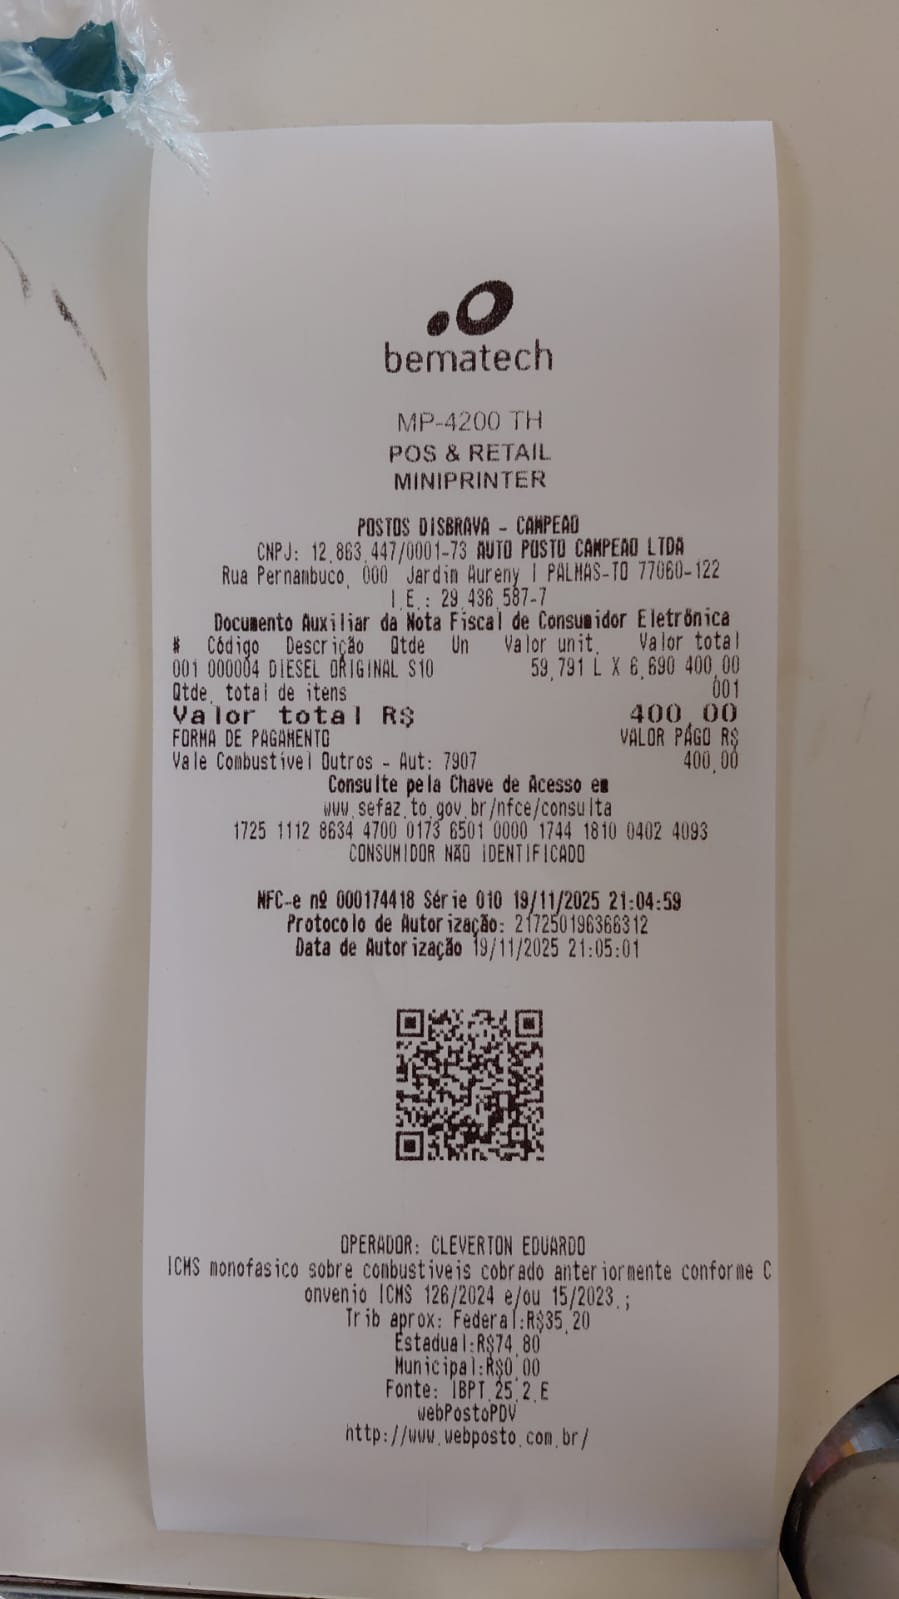 bematech
MP-4200 TH
POS & RETAIL
MINIPRINTER
POSTOS DISBRAVA - CAMPEAO
CNPJ: 12.863.447/0001-73 AUTO POSTO CAMPEAO LTDA
Rua Pernambuco, 000 Jardim Aureny I PALMAS-TO 77060-122
I.E.: 29.436.587-7
Documento Auxiliar da Nota Fiscal de Consumidor Eletrônica
# Código Descrição Qtde Un Valor unit. Valor total
001 000004 DIESEL ORIGINAL S10 59,791 L X 6,690 400,00
Qtde. total de itens 001
Valor total R$ 400,00
FORMA DE PAGAMENTO VALOR PAGO R$
Vale Combustível Outros - Aut: 7907 400,00
Consulte pela Chave de Acesso em
www.sefaz.to.gov.br/nfce/consulta
1725 1112 8634 4700 0173 6501 0000 1744 1810 0402 4093
CONSUMIDOR NÃO IDENTIFICADO
NFC-e nº 000174418 Série 010 19/11/2025 21:04:59
Protocolo de Autorização: 217250196366312
Data de Autorização 19/11/2025 21:05:01
OPERADOR: CLEVERTON EDUARDO
ICMS monofasico sobre combustiveis cobrado anteriormente conforme C
onvenio ICMS 126/2024 e/ou 15/2023.;
Trib aprox: Federal:R$35,20
Estadual:R$74,80
Municipal:R$0,00
Fonte: IBPT.25.2.E
webPostoPDV
http://www.webposto.com.br/